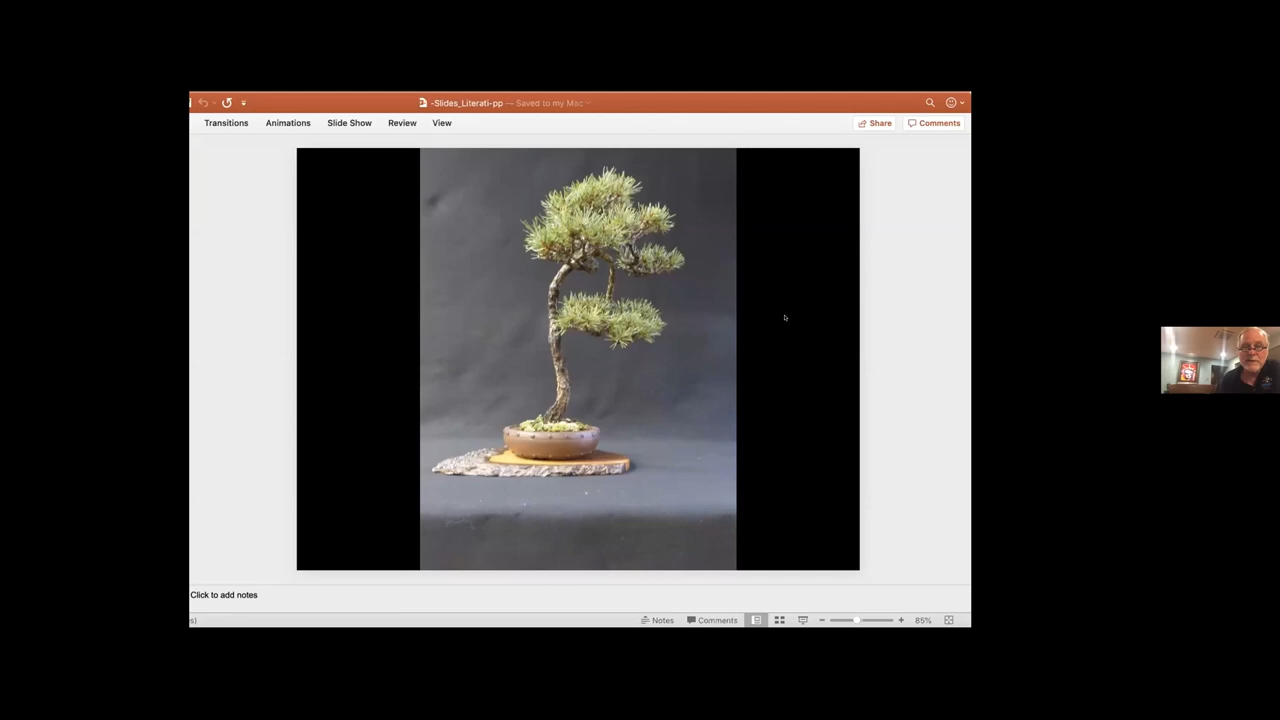 -Slides_Literati-pp — Saved to my Mac
Transitions Animations Slide Show Review View Share Comments
Click to add notes
s) Notes Comments 85%